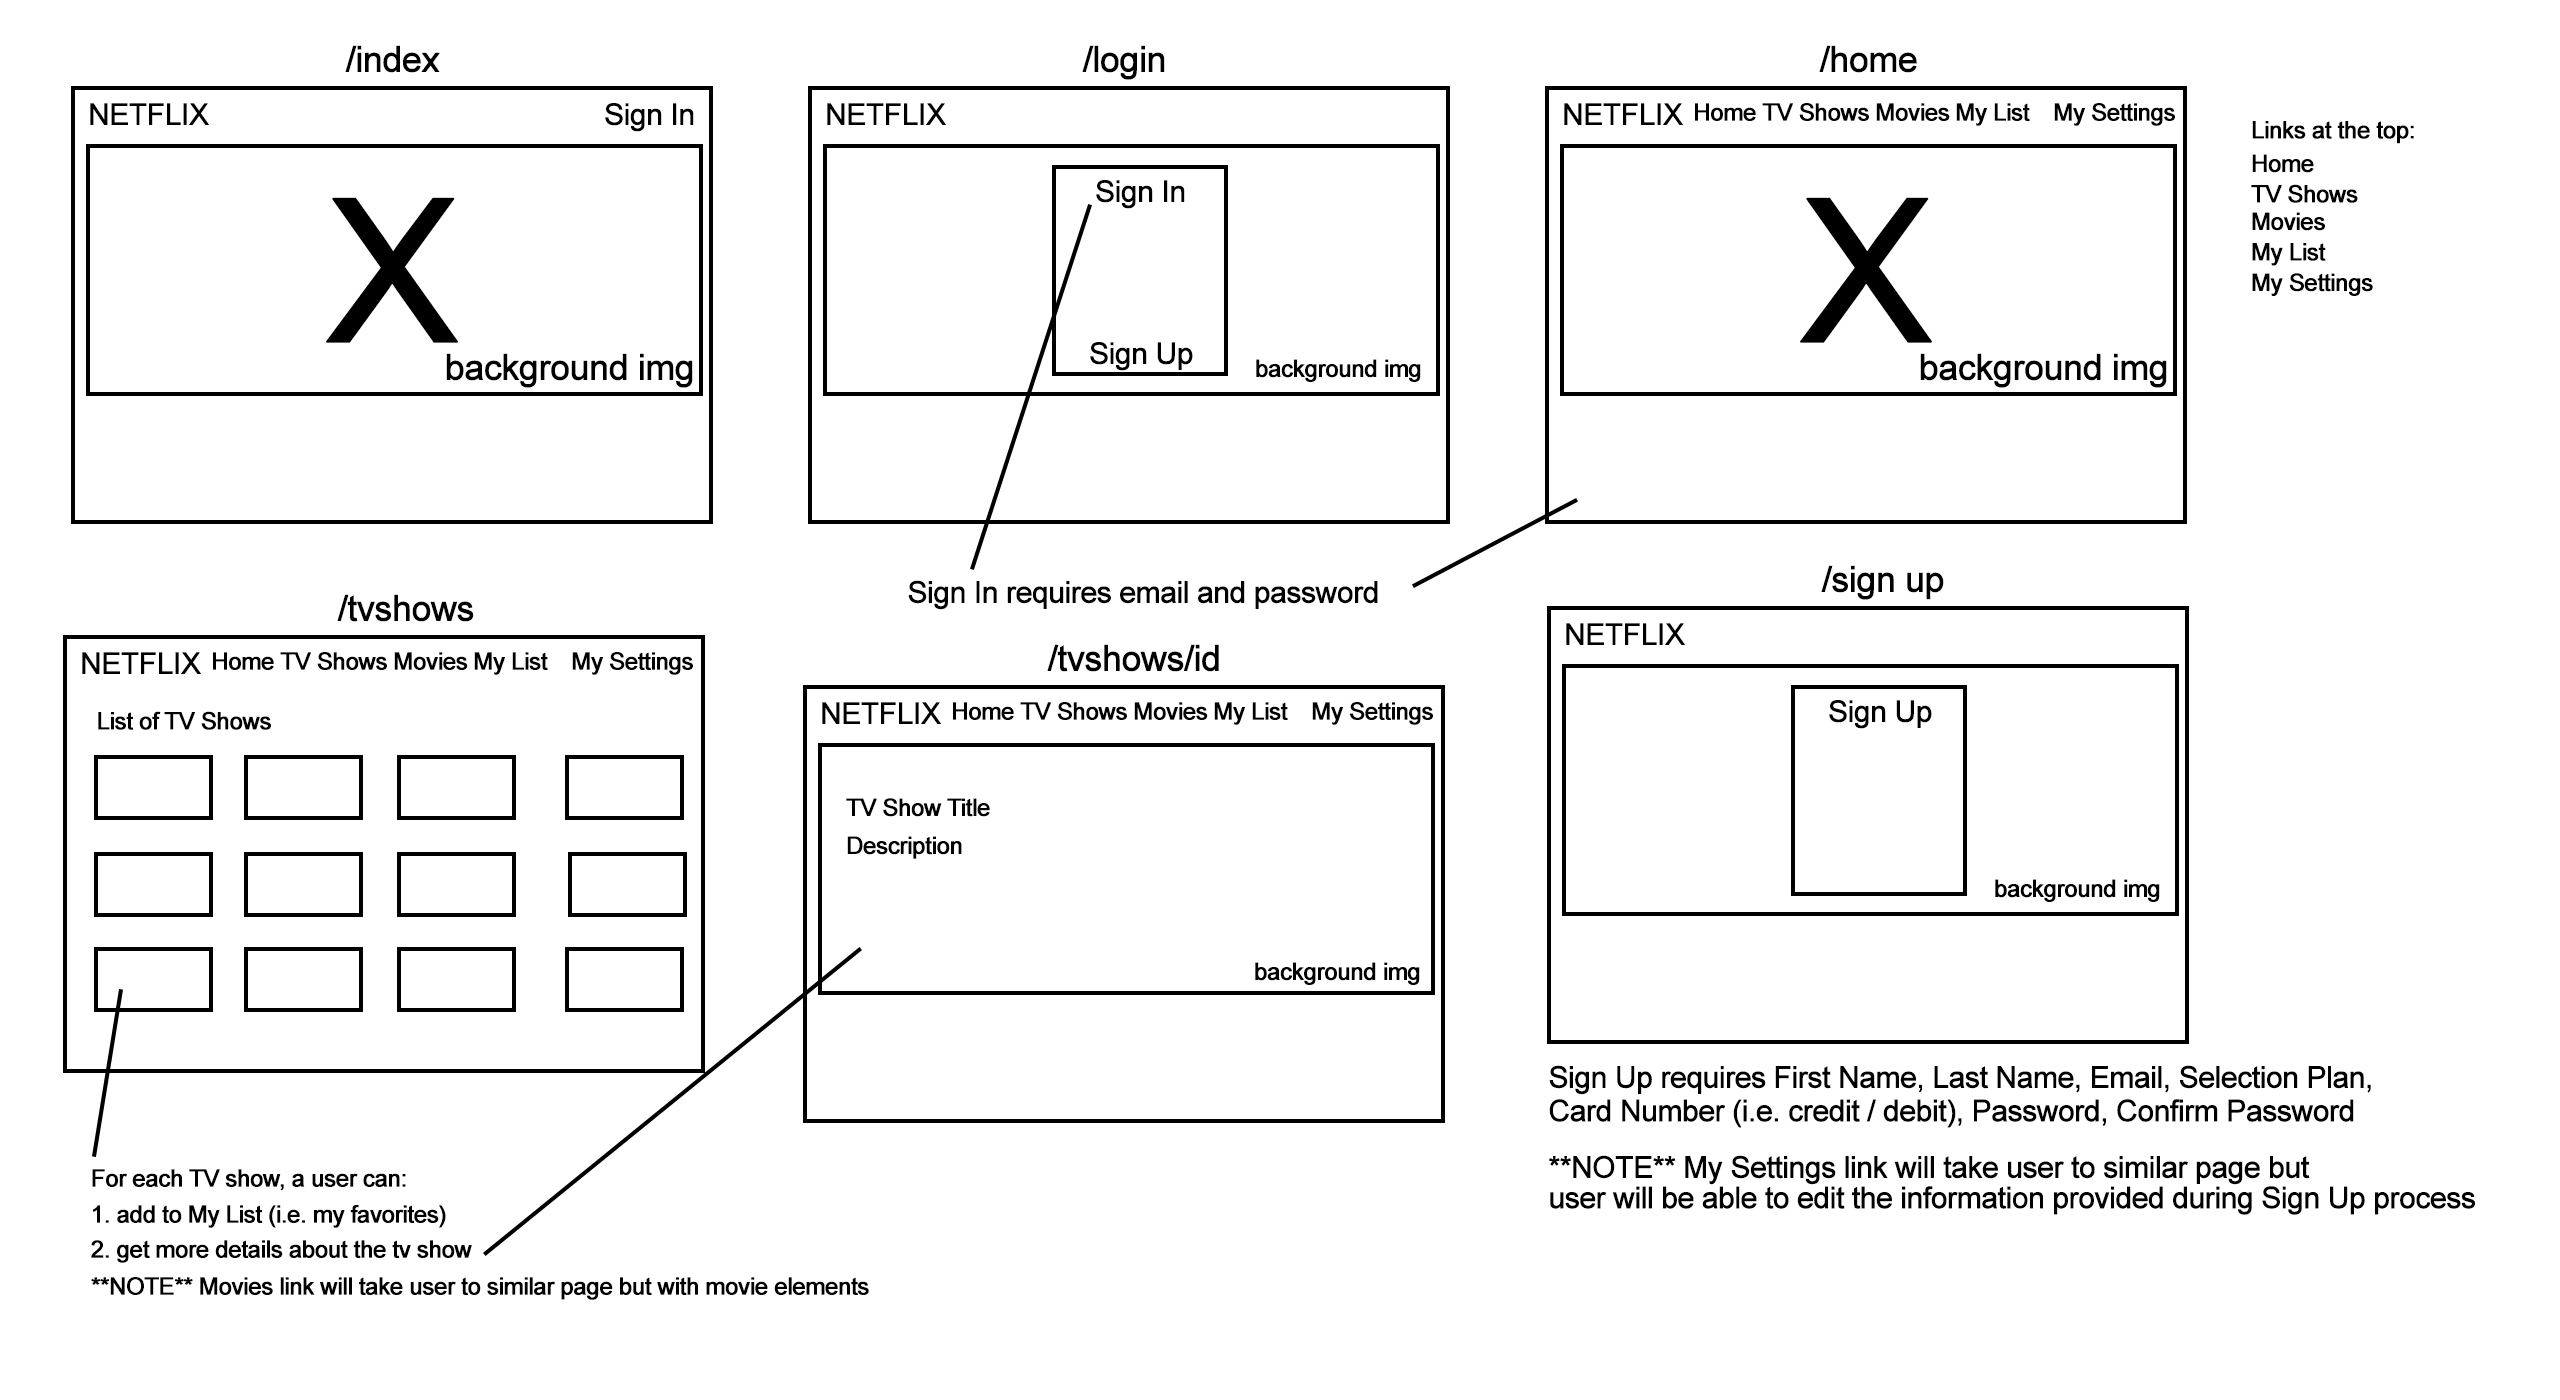 /index
NETFLIX Sign In
X
background img
/login
NETFLIX
Sign In
Sign Up
background img
/home
NETFLIX Home TV Shows Movies My List My Settings
X
background img
Links at the top:
Home
TV Shows
Movies
My List
My Settings
Sign In requires email and password
/tvshows
NETFLIX Home TV Shows Movies My List My Settings
List of TV Shows
For each TV show, a user can:
1. add to My List (i.e. my favorites)
2. get more details about the tv show
**NOTE** Movies link will take user to similar page but with movie elements
/tvshows/id
NETFLIX Home TV Shows Movies My List My Settings
TV Show Title
Description
background img
/sign up
NETFLIX
Sign Up
background img
Sign Up requires First Name, Last Name, Email, Selection Plan,
Card Number (i.e. credit / debit), Password, Confirm Password
**NOTE** My Settings link will take user to similar page but
user will be able to edit the information provided during Sign Up process